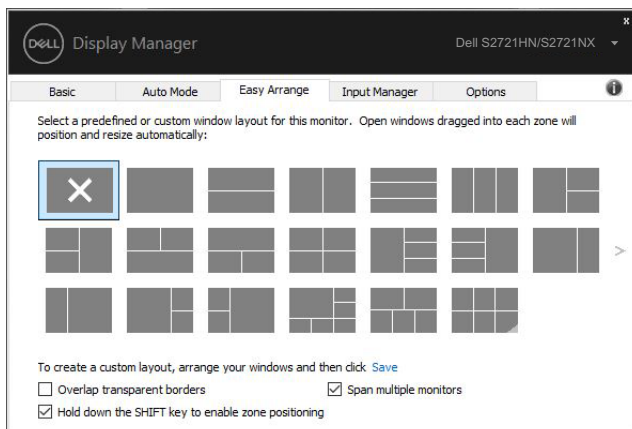 x
DELL Display Manager Dell S2721HN/S2721NX
Basic Auto Mode Easy Arrange Input Manager Options
Select a predefined or custom window layout for this monitor. Open windows dragged into each zone will
position and resize automatically:
To create a custom layout, arrange your windows and then click Save
Overlap transparent borders Span multiple monitors
Hold down the SHIFT key to enable zone positioning